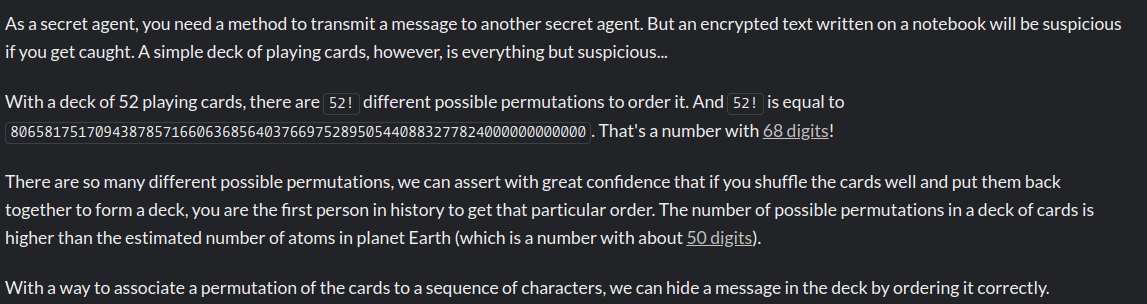 As a secret agent, you need a method to transmit a message to another secret agent. But an encrypted text written on a notebook will be suspicious
if you get caught. A simple deck of playing cards, however, is everything but suspicious...
With a deck of 52 playing cards, there are 52! different possible permutations to order it. And 52! is equal to
80658175170943878571660636856403766975289505440883277824000000000000. That's a number with 68 digits!
There are so many different possible permutations, we can assert with great confidence that if you shuffle the cards well and put them back
together to form a deck, you are the first person in history to get that particular order. The number of possible permutations in a deck of cards is
higher than the estimated number of atoms in planet Earth (which is a number with about 50 digits).
With a way to associate a permutation of the cards to a sequence of characters, we can hide a message in the deck by ordering it correctly.